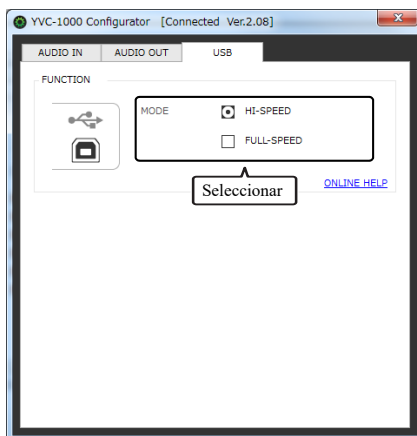 YVC-1000 Configurator [Connected Ver.2.08]
AUDIO IN AUDIO OUT USB
FUNCTION
MODE HI-SPEED
FULL-SPEED
Seleccionar
ONLINE HELP